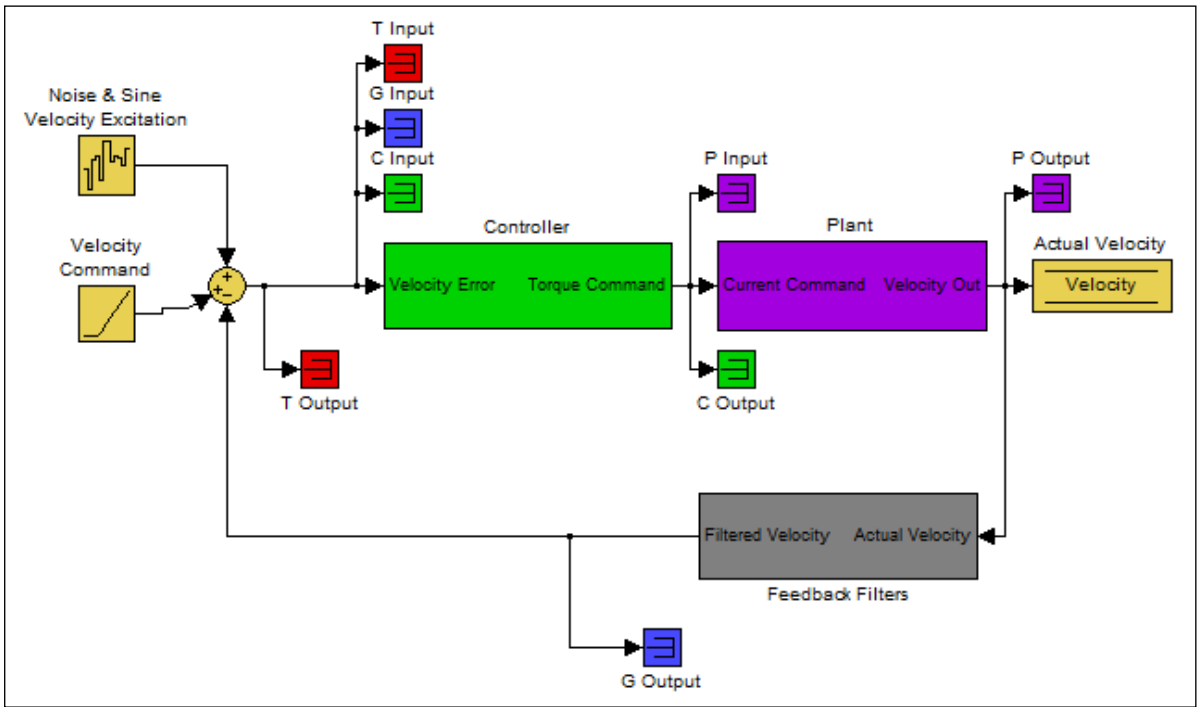 T Input
Noise & Sine
Velocity Excitation
G Input
C Input
P Input
P Output
Controller
Plant
Velocity
Command
Actual Velocity
+
+
−
Velocity Error
Torque Command
Current Command
Velocity Out
Velocity
T Output
C Output
Filtered Velocity
Actual Velocity
Feedback Filters
G Output